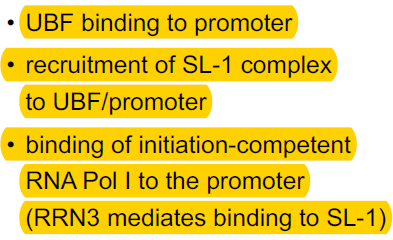 • UBF binding to promoter
• recruitment of SL-1 complex
to UBF/promoter
• binding of initiation-competent
RNA Pol I to the promoter
(RRN3 mediates binding to SL-1)